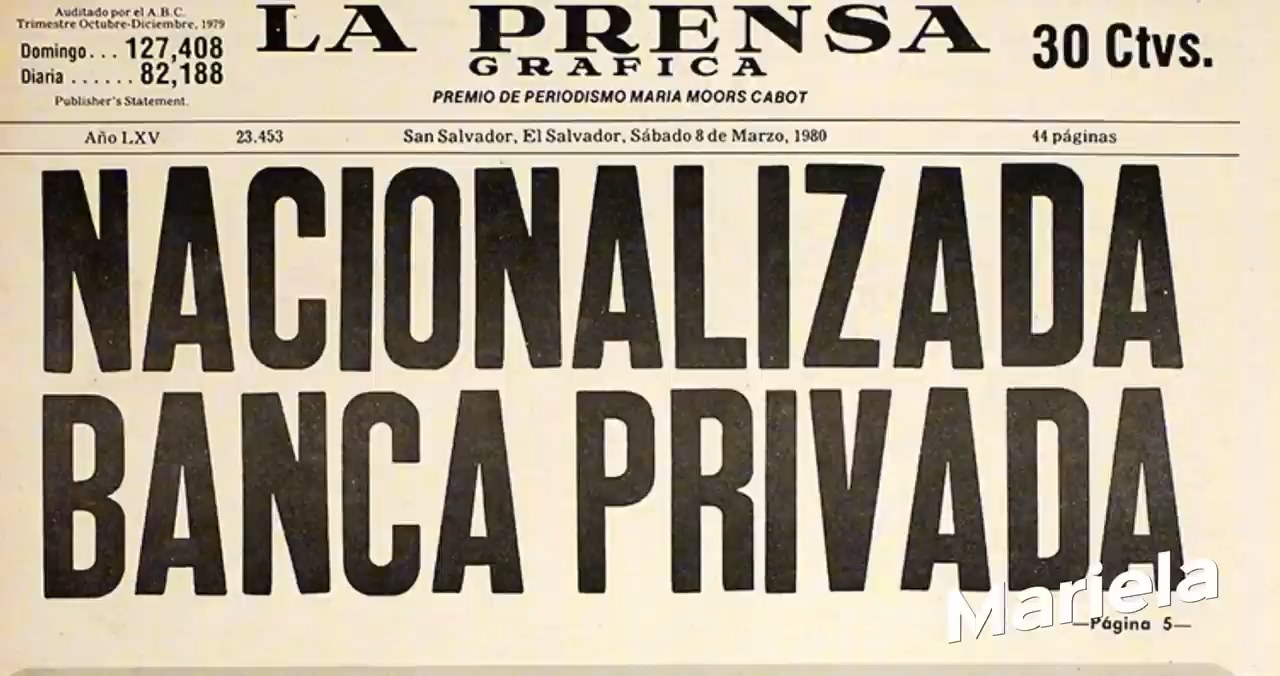 Auditado por el A.B.C.
Trimestre Octubre-Diciembre, 1979
Domingo... 127,408
Diaria ...... 82,188
Publisher's Statement.
LA PRENSA
GRAFICA
PREMIO DE PERIODISMO MARIA MOORS CABOT
30 Ctvs.
Año LXV 23.453 San Salvador, El Salvador, Sábado 8 de Marzo, 1980 44 páginas
NACIONALIZADA
BANCA PRIVADA
Mariela
—Página 5—